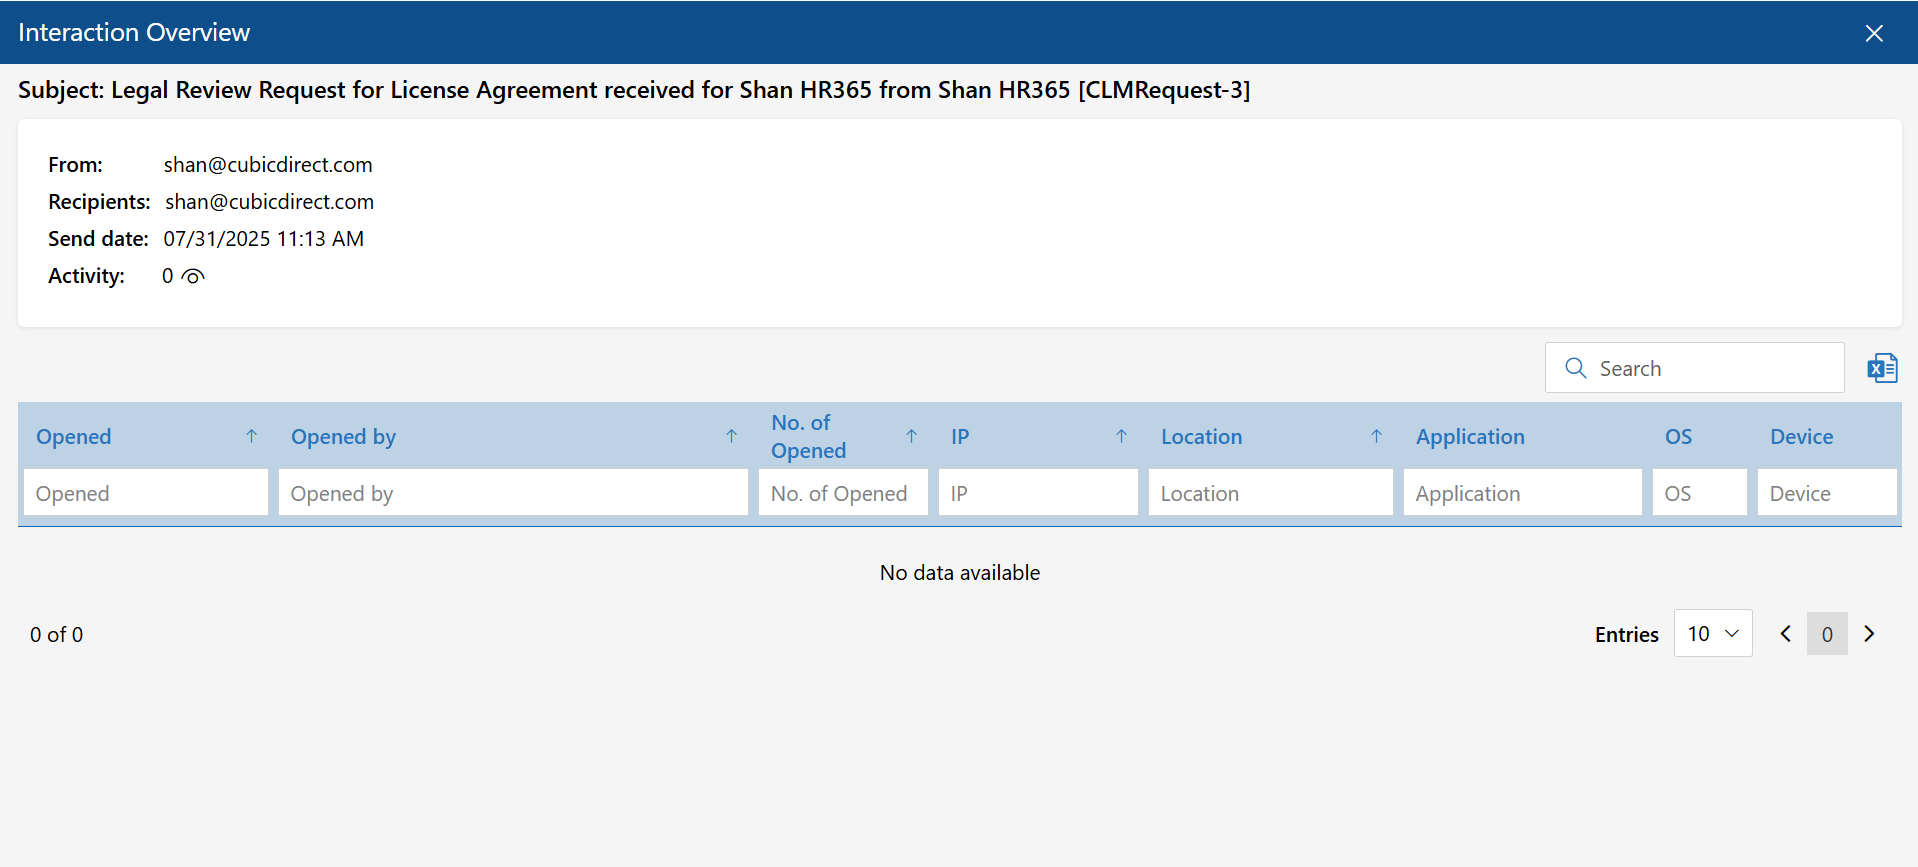 Interaction Overview
Subject: Legal Review Request for License Agreement received for Shan HR365 from Shan HR365 [CLMRequest-3]
From: shan@cubicdirect.com
Recipients: shan@cubicdirect.com
Send date: 07/31/2025 11:13 AM
Activity: 0
Search
Opened Opened by No. of Opened IP Location Application OS Device
Opened Opened by No. of Opened IP Location Application OS Device
No data available
0 of 0 Entries 10 0